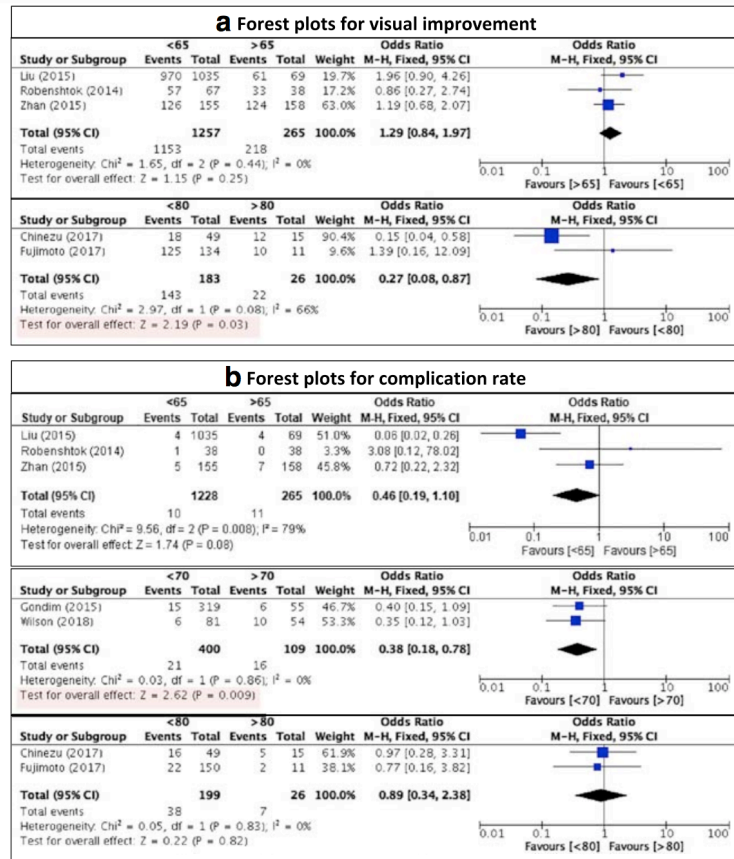 a Forest plots for visual improvement
<65 >65 Odds Ratio Odds Ratio
Study or Subgroup Events Total Events Total Weight M-H, Fixed, 95% CI M-H, Fixed, 95% CI
Liu (2015) 970 1035 61 69 19.7% 1.96 [0.90, 4.26]
Robenshtok (2014) 57 67 33 38 17.2% 0.86 [0.27, 2.74]
Zhan (2015) 126 155 124 158 63.0% 1.19 [0.68, 2.07]
Total (95% CI) 1257 265 100.0% 1.29 [0.84, 1.97]
Total events 1153 218
Heterogeneity: Chi² = 1.65, df = 2 (P = 0.44); I² = 0%
Test for overall effect: Z = 1.15 (P = 0.25)
0.01 0.1 1 10 100
Favours [>65] Favours [<65]
<80 >80 Odds Ratio Odds Ratio
Study or Subgroup Events Total Events Total Weight M-H, Fixed, 95% CI M-H, Fixed, 95% CI
Chinezu (2017) 18 49 12 15 90.4% 0.15 [0.04, 0.58]
Fujimoto (2017) 125 134 10 11 9.6% 1.39 [0.16, 12.09]
Total (95% CI) 183 26 100.0% 0.27 [0.08, 0.87]
Total events 143 22
Heterogeneity: Chi² = 2.97, df = 1 (P = 0.08); I² = 66%
Test for overall effect: Z = 2.19 (P = 0.03)
0.01 0.1 1 10 100
Favours [>80] Favours [<80]
b Forest plots for complication rate
<65 >65 Odds Ratio Odds Ratio
Study or Subgroup Events Total Events Total Weight M-H, Fixed, 95% CI M-H, Fixed, 95% CI
Liu (2015) 4 1035 4 69 51.0% 0.06 [0.02, 0.26]
Robenshtok (2014) 1 38 0 38 3.3% 3.08 [0.12, 78.02]
Zhan (2015) 5 155 7 158 45.8% 0.72 [0.22, 2.32]
Total (95% CI) 1228 265 100.0% 0.46 [0.19, 1.10]
Total events 10 11
Heterogeneity: Chi² = 9.56, df = 2 (P = 0.008); I² = 79%
Test for overall effect: Z = 1.74 (P = 0.08)
0.01 0.1 1 10 100
Favours [<65] Favours [>65]
<70 >70 Odds Ratio Odds Ratio
Study or Subgroup Events Total Events Total Weight M-H, Fixed, 95% CI M-H, Fixed, 95% CI
Gondim (2015) 15 319 6 55 46.7% 0.40 [0.15, 1.09]
Wilson (2018) 6 81 10 54 53.3% 0.35 [0.12, 1.03]
Total (95% CI) 400 109 100.0% 0.38 [0.18, 0.78]
Total events 21 16
Heterogeneity: Chi² = 0.03, df = 1 (P = 0.86); I² = 0%
Test for overall effect: Z = 2.62 (P = 0.009)
0.01 0.1 1 10 100
Favours [<70] Favours [>70]
<80 >80 Odds Ratio Odds Ratio
Study or Subgroup Events Total Events Total Weight M-H, Fixed, 95% CI M-H, Fixed, 95% CI
Chinezu (2017) 16 49 5 15 61.9% 0.97 [0.28, 3.31]
Fujimoto (2017) 22 150 2 11 38.1% 0.77 [0.16, 3.82]
Total (95% CI) 199 26 100.0% 0.89 [0.34, 2.38]
Total events 38 7
Heterogeneity: Chi² = 0.05, df = 1 (P = 0.83); I² = 0%
Test for overall effect: Z = 0.22 (P = 0.82)
0.01 0.1 1 10 100
Favours [<80] Favours [>80]